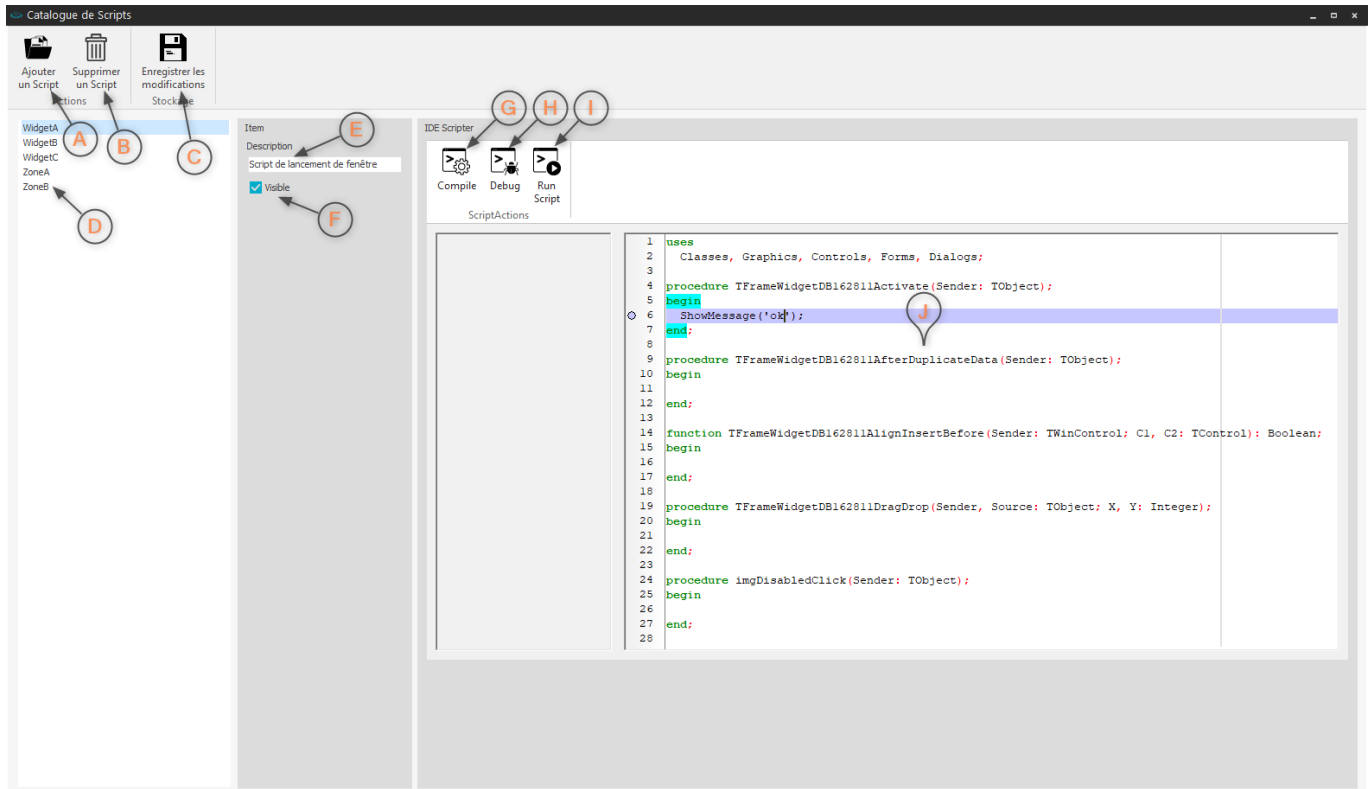 Catalogue de Scripts
Ajouter
un Script
Supprimer
un Script
Enregistrer les
modifications
Actions
Stockage
A
B
C
WidgetA
WidgetB
WidgetC
ZoneA
ZoneB
D
Item
E
Description
Script de lancement de fenêtre
Visible
F
G
H
I
IDE Scripter
Compile
Debug
Run
Script
ScriptActions
1 uses
2 Classes, Graphics, Controls, Forms, Dialogs;
3
4 procedure TFrameWidgetDB162811Activate(Sender: TObject);
5 begin
6 ShowMessage('ok');
7 end;
8
9 procedure TFrameWidgetDB162811AfterDuplicateData(Sender: TObject);
10 begin
11
12 end;
13
14 function TFrameWidgetDB162811AlignInsertBefore(Sender: TWinControl; C1, C2: TControl): Boolean;
15 begin
16
17 end;
18
19 procedure TFrameWidgetDB162811DragDrop(Sender, Source: TObject; X, Y: Integer);
20 begin
21
22 end;
23
24 procedure imgDisabledClick(Sender: TObject);
25 begin
26
27 end;
28
J